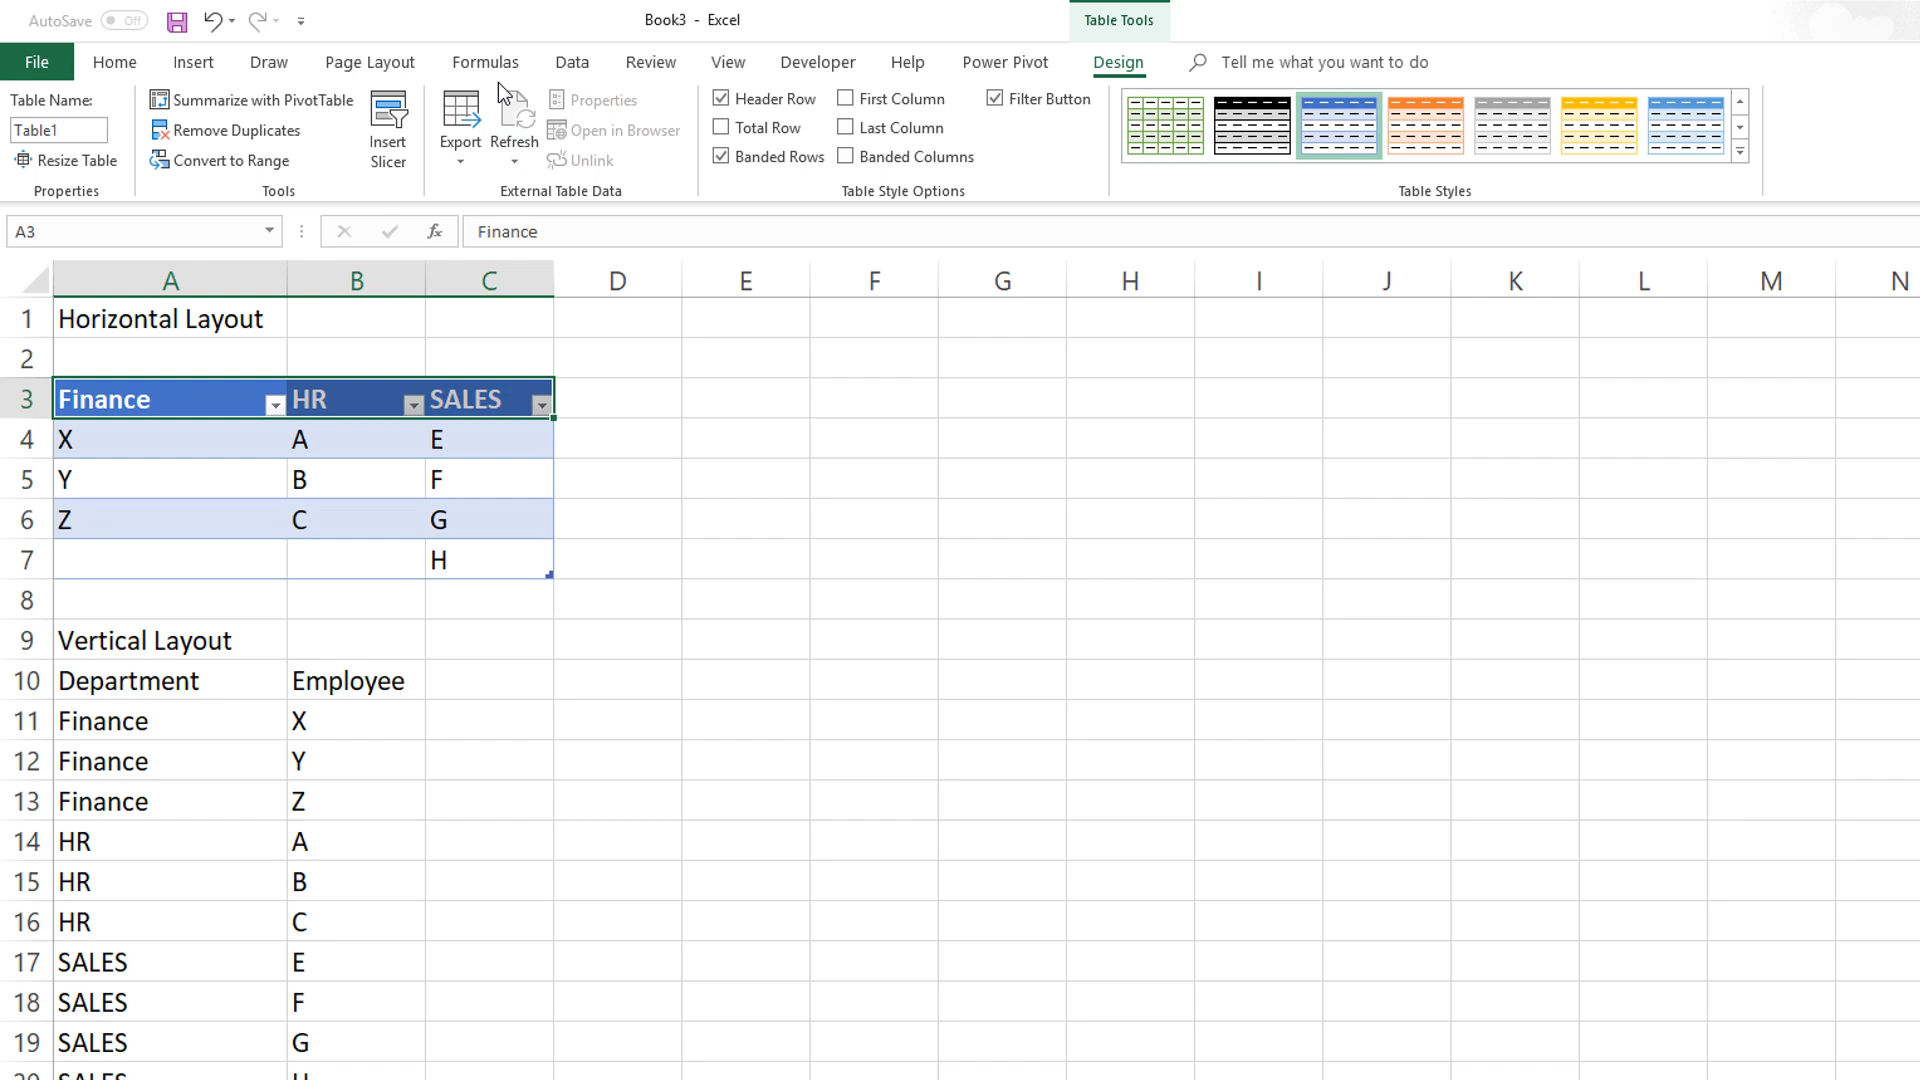 AutoSave Off Book3 - Excel Table Tools
File Home Insert Draw Page Layout Formulas Data Review View Developer Help Power Pivot Design Tell me what you want to do
Table Name:
Table1
Resize Table
Properties
Summarize with PivotTable
Remove Duplicates
Convert to Range
Tools
Insert
Slicer
Export
Refresh
Properties
Open in Browser
Unlink
External Table Data
Header Row First Column Filter Button
Total Row Last Column
Banded Rows Banded Columns
Table Style Options
Table Styles
A3 fx Finance
A B C D E F G H I J K L M N
1 Horizontal Layout
2
3 Finance HR SALES
4 X A E
5 Y B F
6 Z C G
7 H
8
9 Vertical Layout
10 Department Employee
11 Finance X
12 Finance Y
13 Finance Z
14 HR A
15 HR B
16 HR C
17 SALES E
18 SALES F
19 SALES G
20 SALES H